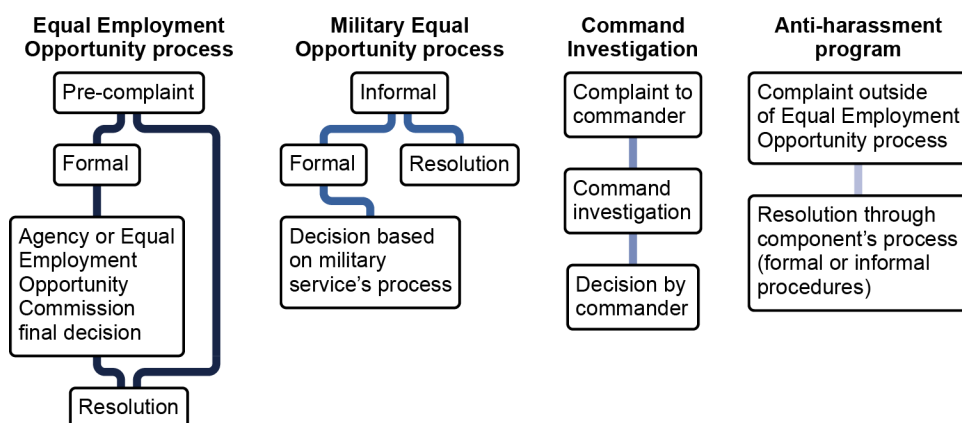 Equal Employment
Opportunity process
Pre-complaint
Formal
Agency or Equal
Employment
Opportunity
Commission
final decision
Resolution
Military Equal
Opportunity process
Informal
Formal
Resolution
Decision based
on military
service's process
Command
Investigation
Complaint to
commander
Command
investigation
Decision by
commander
Anti-harassment
program
Complaint outside
of Equal Employment
Opportunity process
Resolution through
component's process
(formal or informal
procedures)